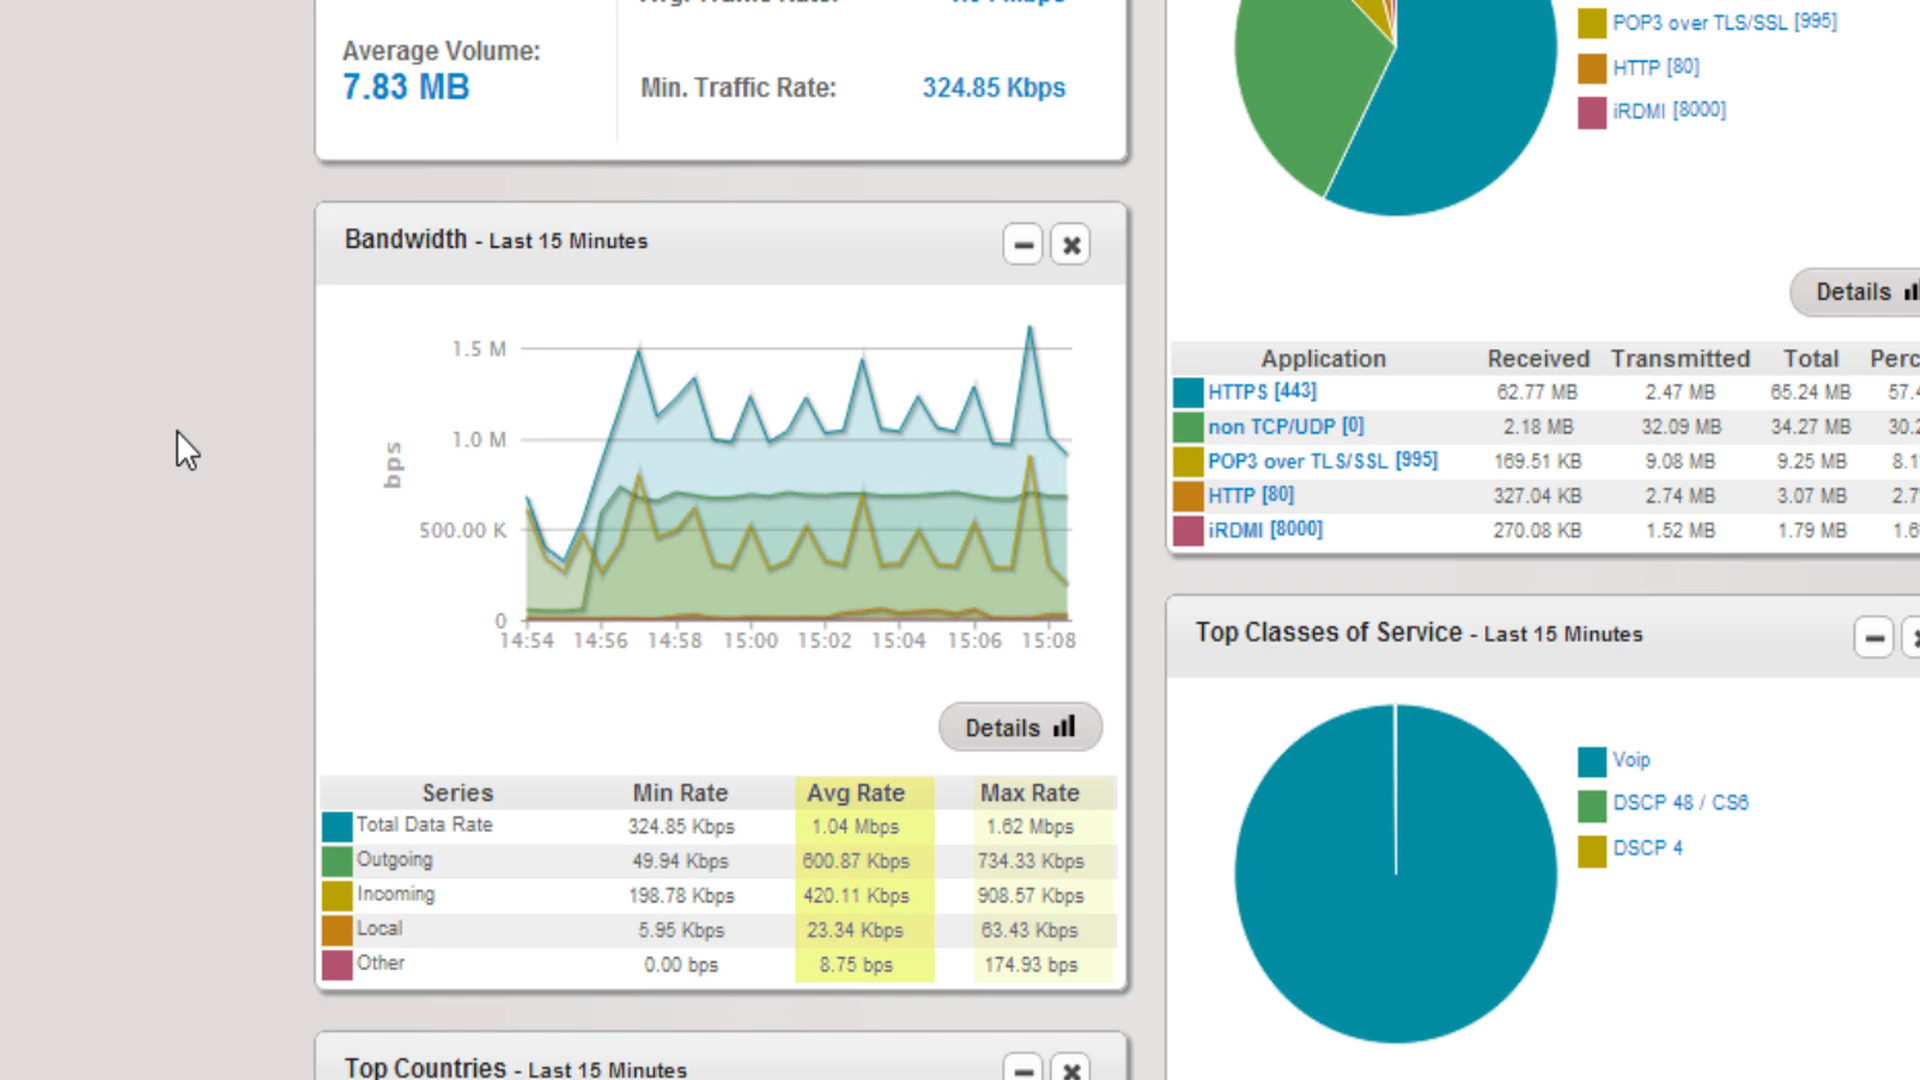 Average Volume:
7.83 MB
Min. Traffic Rate: 324.85 Kbps
Bandwidth - Last 15 Minutes
1.5 M
1.0 M
500.00 K
0
bps
14:54 14:56 14:58 15:00 15:02 15:04 15:06 15:08
Details
Series Min Rate Avg Rate Max Rate
Total Data Rate 324.85 Kbps 1.04 Mbps 1.62 Mbps
Outgoing 49.94 Kbps 600.87 Kbps 734.33 Kbps
Incoming 198.78 Kbps 420.11 Kbps 908.57 Kbps
Local 5.95 Kbps 23.34 Kbps 63.43 Kbps
Other 0.00 bps 8.75 bps 174.93 bps
Top Countries - Last 15 Minutes
POP3 over TLS/SSL [995]
HTTP [80]
iRDMI [8000]
Details
Application Received Transmitted Total
HTTPS [443] 62.77 MB 2.47 MB 65.24 MB 57.4
non TCP/UDP [0] 2.18 MB 32.09 MB 34.27 MB 30.2
POP3 over TLS/SSL [995] 169.51 KB 9.08 MB 9.25 MB 8.1
HTTP [80] 327.04 KB 2.74 MB 3.07 MB 2.7
iRDMI [8000] 270.08 KB 1.52 MB 1.79 MB 1.6
Top Classes of Service - Last 15 Minutes
Voip
DSCP 48 / CS6
DSCP 4